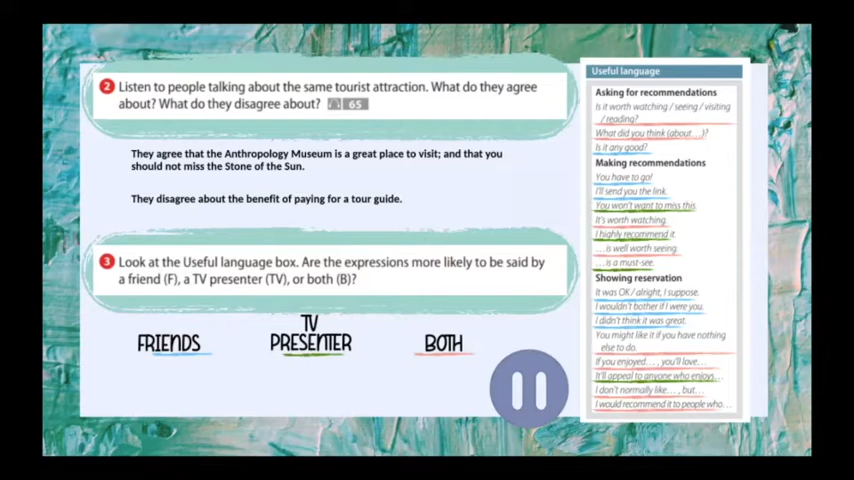 2 Listen to people talking about the same tourist attraction. What do they agree
about? What do they disagree about? 65
They agree that the Anthropology Museum is a great place to visit; and that you
should not miss the Stone of the Sun.
They disagree about the benefit of paying for a tour guide.
3 Look at the Useful language box. Are the expressions more likely to be said by
a friend (F), a TV presenter (TV), or both (B)?
FRIENDS
TV
PRESENTER
BOTH
Useful language
Asking for recommendations
Is it worth watching / seeing / visiting
/ reading?
What did you think (about…)?
Is it any good?
Making recommendations
You have to go!
I'll send you the link.
You won't want to miss this.
It's worth watching.
I highly recommend it.
… is well worth seeing.
… is a must-see.
Showing reservation
It was OK / alright, I suppose.
I wouldn't bother if I were you.
I didn't think it was great.
You might like it if you have nothing
else to do.
If you enjoyed… , you'll love…
It'll appeal to anyone who enjoys…
I don't normally like… , but…
I would recommend it to people who…